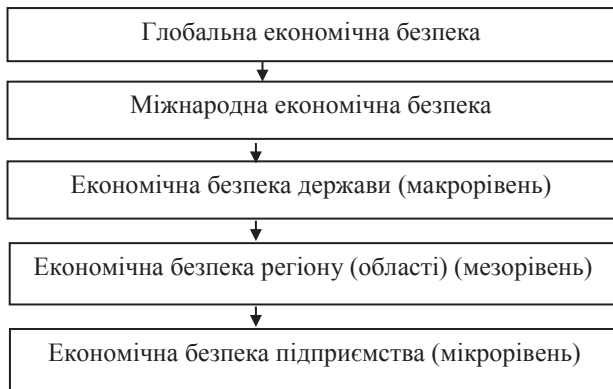 Глобальна економічна безпека
Міжнародна економічна безпека
Економічна безпека держави (макрорівень)
Економічна безпека регіону (області) (мезорівень)
Економічна безпека підприємства (мікрорівень)